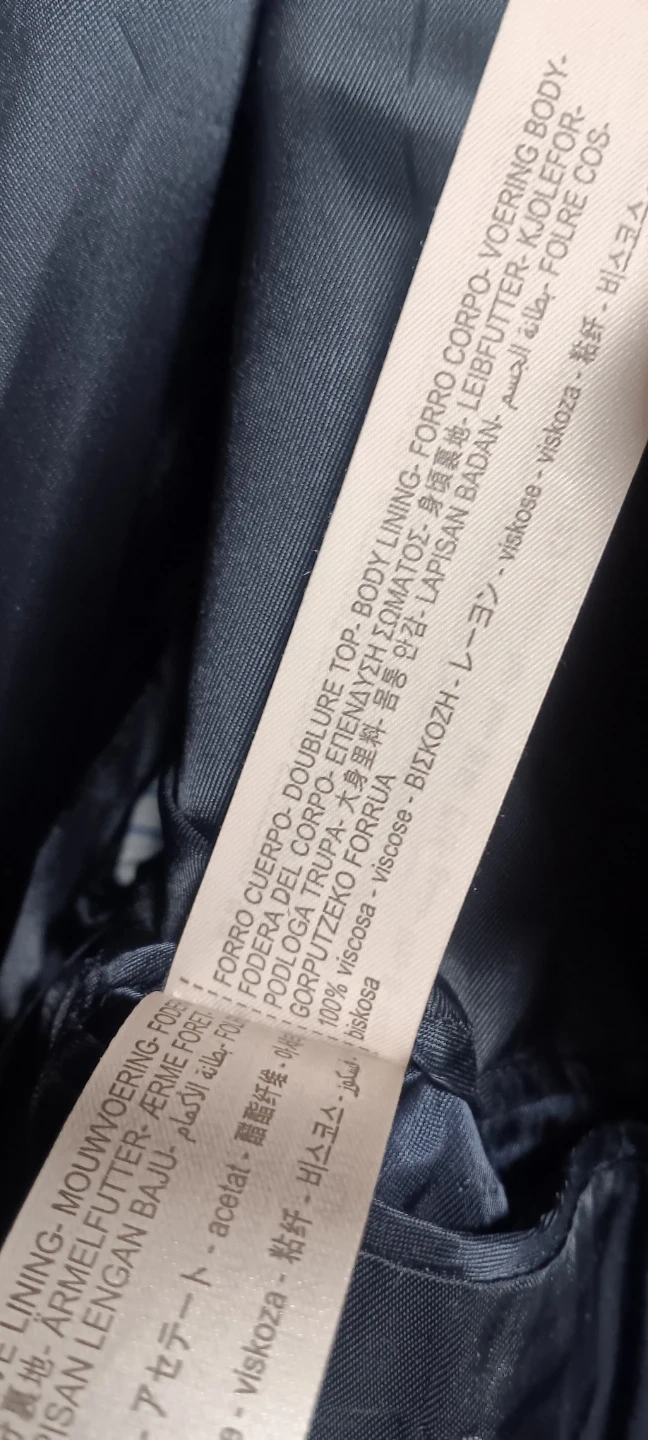 FORRO CUERPO- DOUBLURE TOP- BODY LINING- FORRO CORPO- VOERING BODY-
FODERA DEL CORPO- ΕΠΕΝΔΥΣΗ ΣΩΜΑΤΟΣ- 身頃裏地- LEIBFUTTER- KJOLEFOR-
PODLOGA TRUPA- 大身里料- 몸통 안감- LAPISAN BADAN- بطانة الجسم- FOLRE COS-
GORPUTZEKO FORRUA
100% viscosa - viscose - ΒΙΣΚΟΖΗ - レーヨン - viskose - viskoza - 粘纤 - 비스코스
biskosa
LINING- MOUWVOERING-
裏地- ÄRMELFUTTER- ÆRME
LENGAN BAJU- بطانة الأكمام-
- アセテート - acetat - 醋酯纤维 -
- viskoza - 粘纤 - 비스코스 -